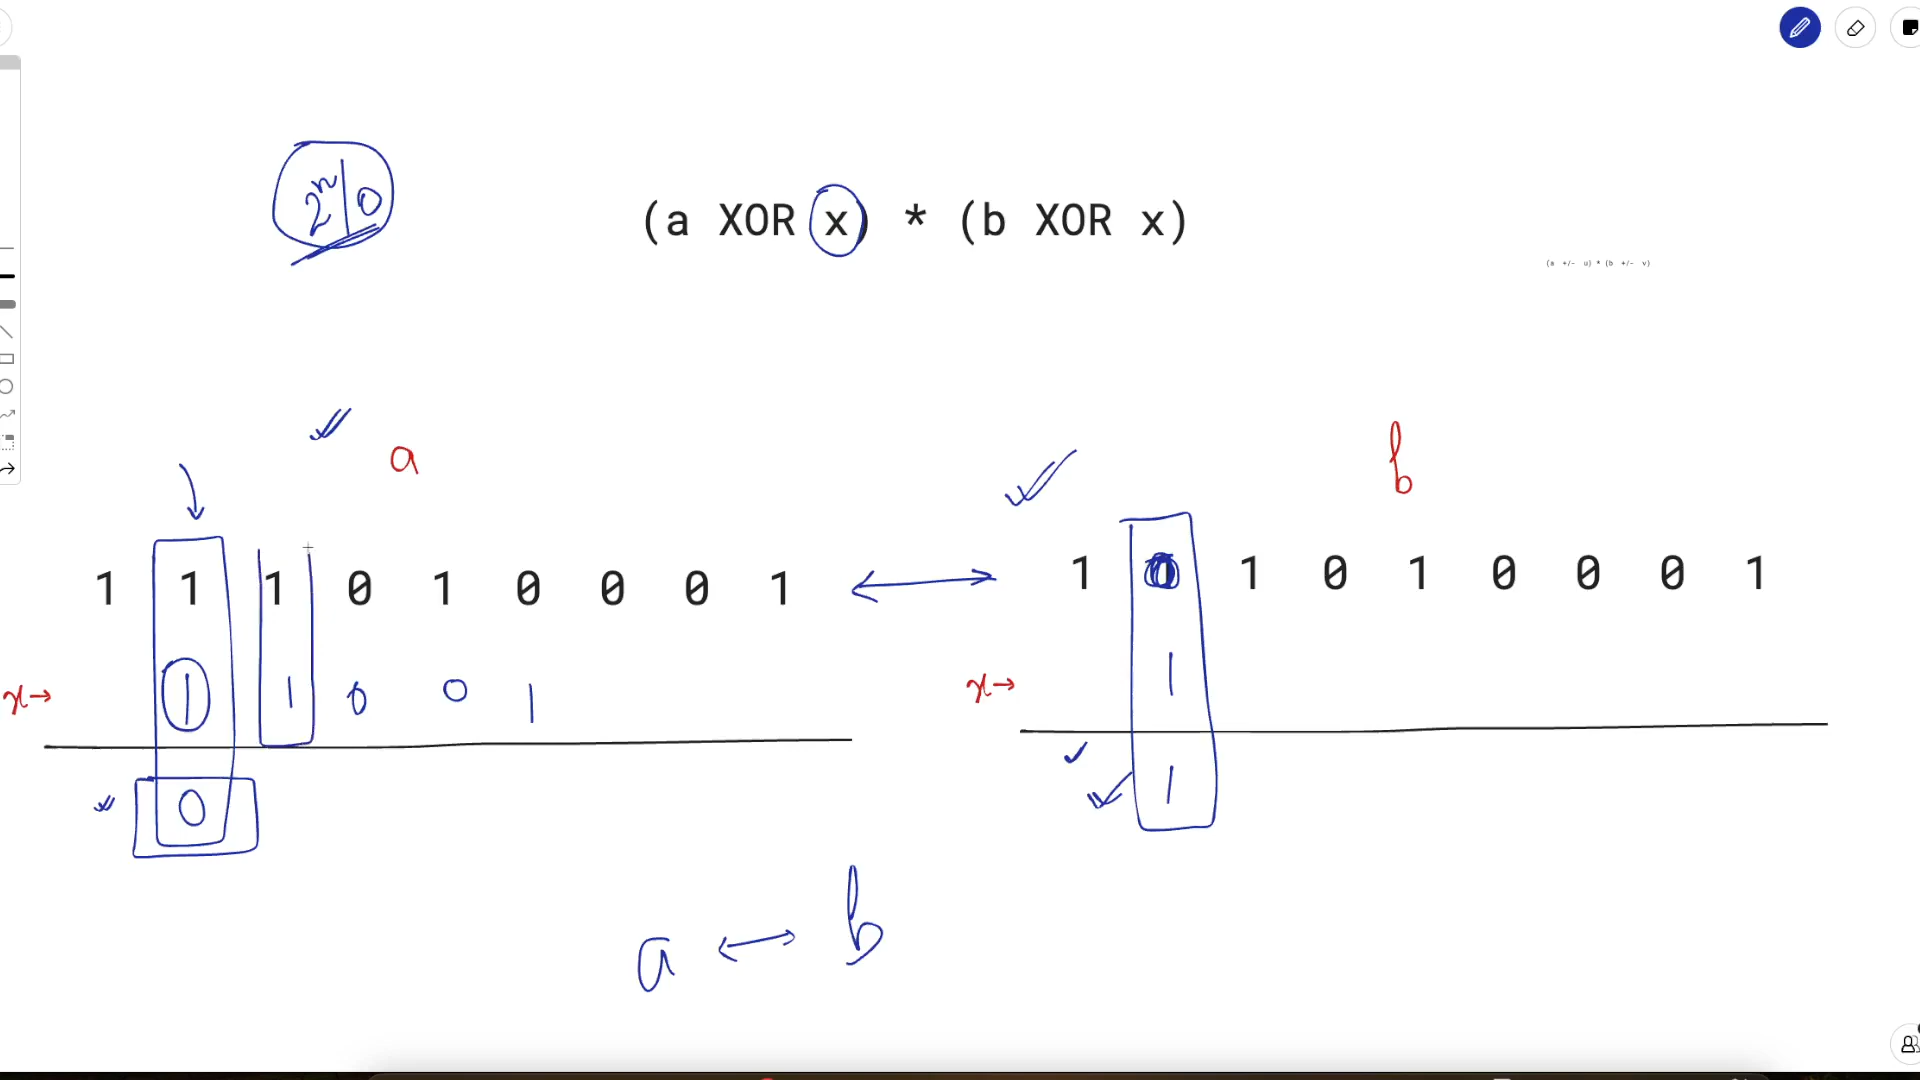 2ⁿ/0
(a XOR x) * (b XOR x)
(a +/- u) * (b +/- v)
a
b
1 1 1 0 1 0 0 0 1
1 0 1 0 1 0 0 0 1
x→ 1 1 0 0 1
x→ 1
0
1
a ↔ b